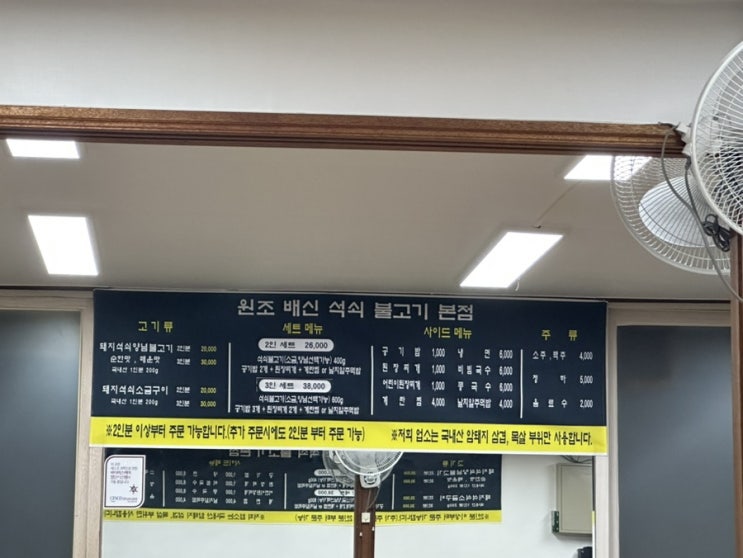 원조 배신 석쇠 불고기 본점
고기류
돼지석쇠양념불고기 2인분 20,000
순한맛, 매운맛 3인분 30,000
국내산 1인분 200g
돼지석쇠소금구이 2인분 20,000
국내산 1인분 200g 3인분 30,000
세트 메뉴
2인 세트 26,000
석쇠불고기(소금,양념선택가능) 400g
공기밥 2개 + 된장찌개 + 계란찜 or 날치알주먹밥
3인 세트 38,000
석쇠불고기(소금,양념선택가능) 600g
공기밥 3개 + 된장찌개 2개 + 계란찜 or 날치알주먹밥
사이드 메뉴
공기밥 1,000 냉면 6,000
된장찌개 1,000 비빔국수 6,000
어린이된장찌개 1,000 콩국수 6,000
계란찜 4,000 날치알주먹밥 4,000
주류
소주,맥주 4,000
청하 5,000
음료수 2,000
※2인분 이상부터 주문 가능합니다.(추가 주문시에도 2인분 부터 주문 가능)
※저희 업소는 국내산 암돼지 삼겹, 목살 부위만 사용합니다.